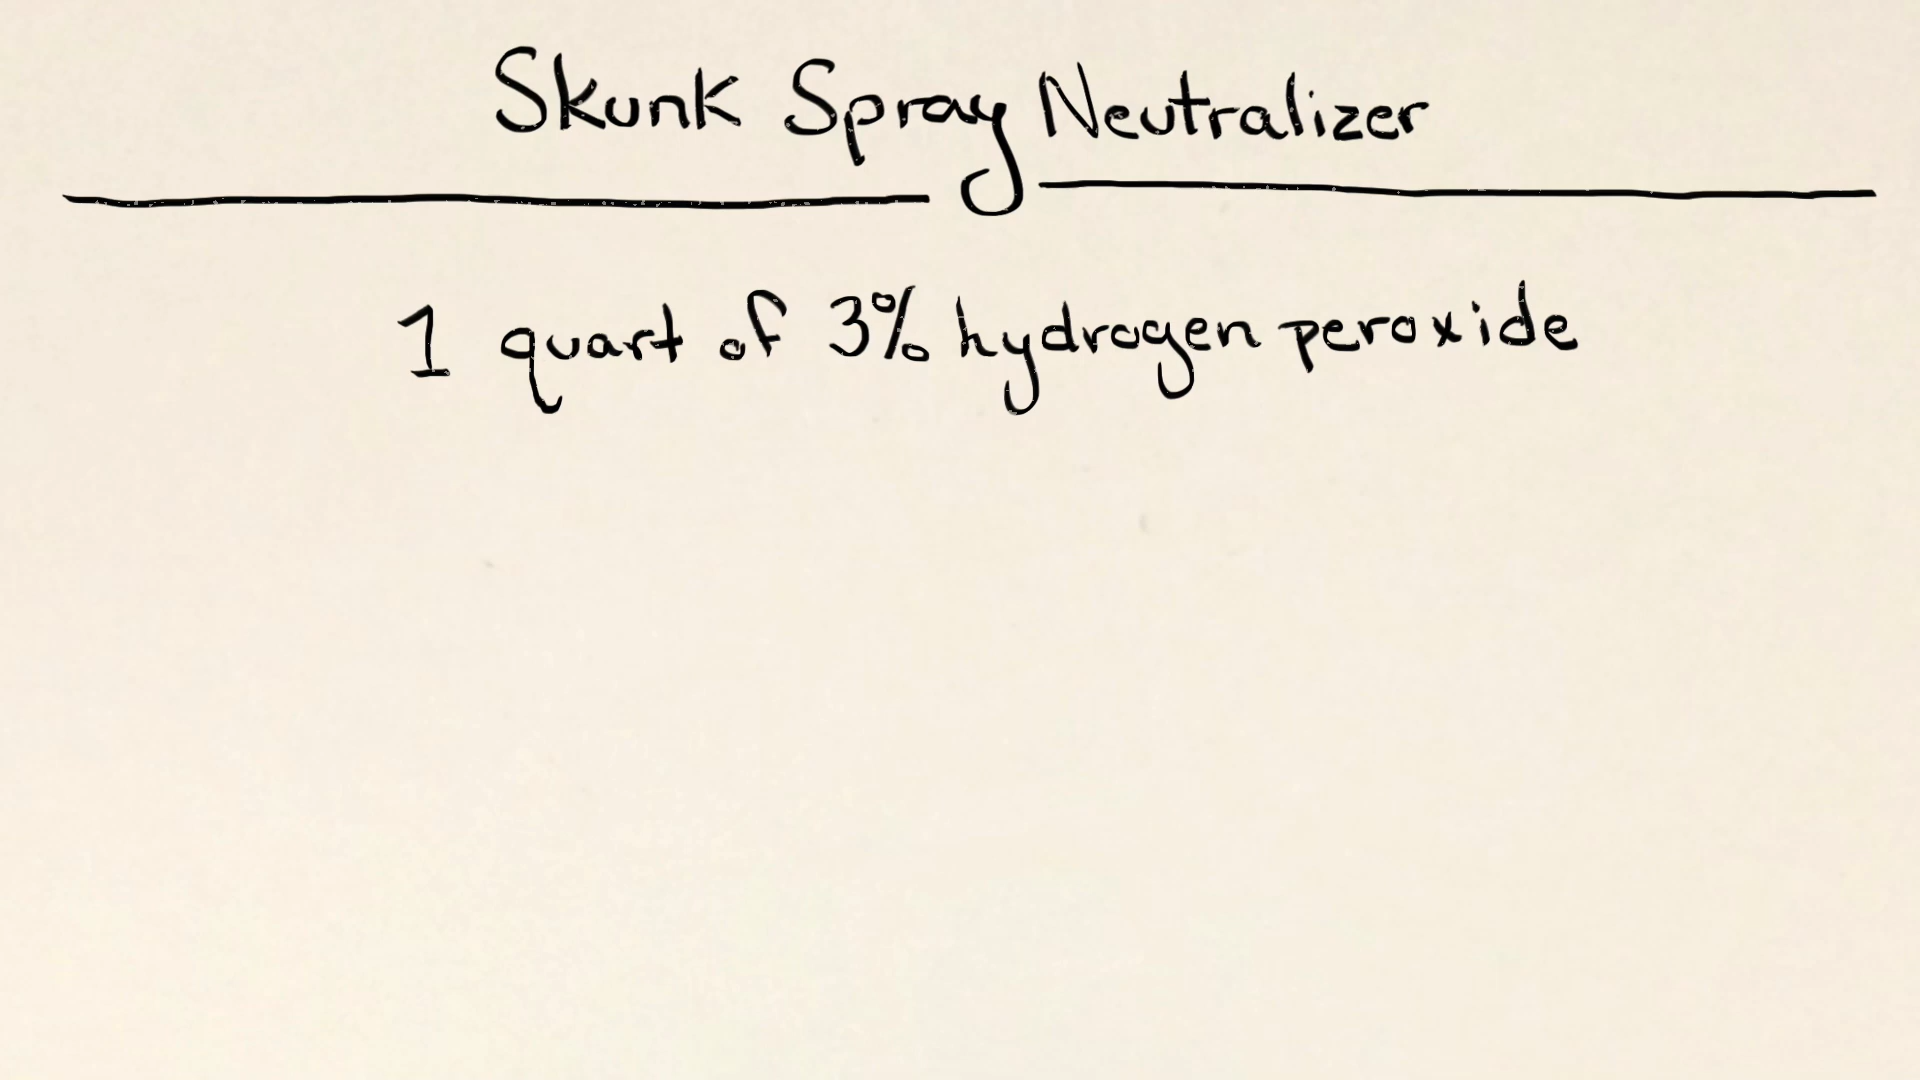 Skunk Spray Neutralizer
1 quart of 3% hydrogen peroxide